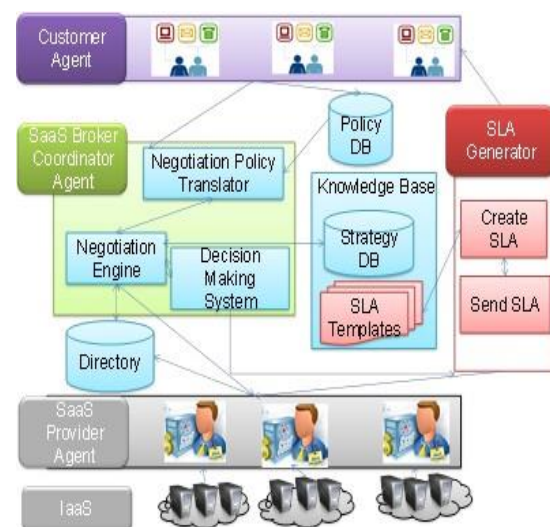 Customer
Agent
Policy
DB
SLA
Generator
SaaS Broker
Coordinator
Agent
Negotiation Policy
Translator
Knowledge Base
Create
SLA
Strategy
DB
Negotiation
Engine
Decision
Making
System
SLA
Templates
Send SLA
Directory
SaaS
Provider
Agent
IaaS